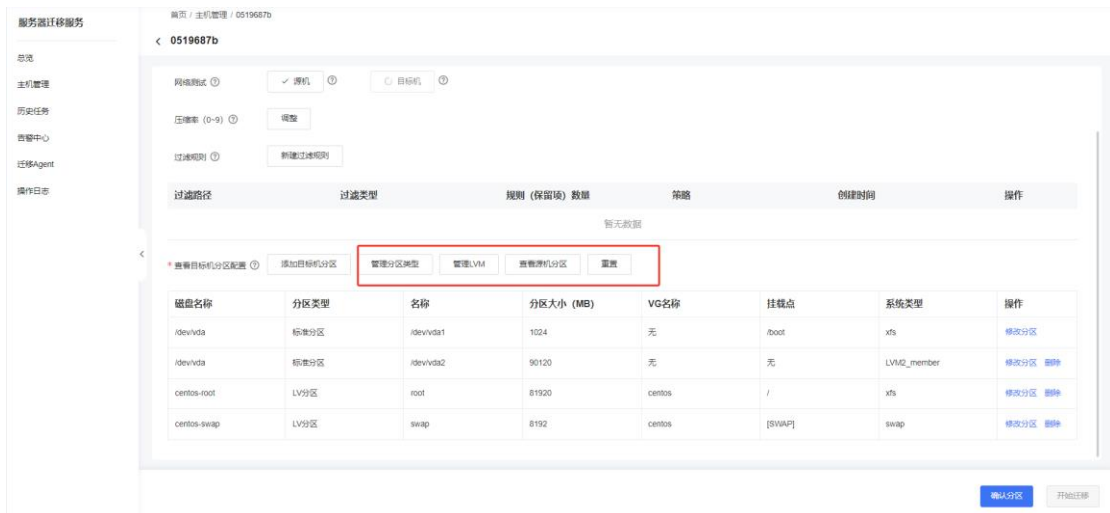 服务器迁移服务
总览
主机管理
历史任务
告警中心
迁移Agent
操作日志
首页 / 主机管理 / 0519687b
< 0519687b
网络测试 ? ✓ 源机 ? 目标机 ?
压缩率 (0~9) ? 调整
过滤规则 ? 新建过滤规则
过滤路径 过滤类型 规则 (保留项) 数量 策略 创建时间 操作
暂无数据
* 查看目标机分区配置 ? 添加目标机分区 管理分区类型 管理LVM 查看源机分区 重置
磁盘名称 分区类型 名称 分区大小 (MB) VG名称 挂载点 系统类型 操作
/dev/vda 标准分区 /dev/vda1 1024 无 /boot xfs 修改分区
/dev/vda 标准分区 /dev/vda2 90120 无 无 LVM2_member 修改分区 删除
centos-root LV分区 root 81920 centos / xfs 修改分区 删除
centos-swap LV分区 swap 8192 centos [SWAP] swap 修改分区 删除
确认分区 开始迁移